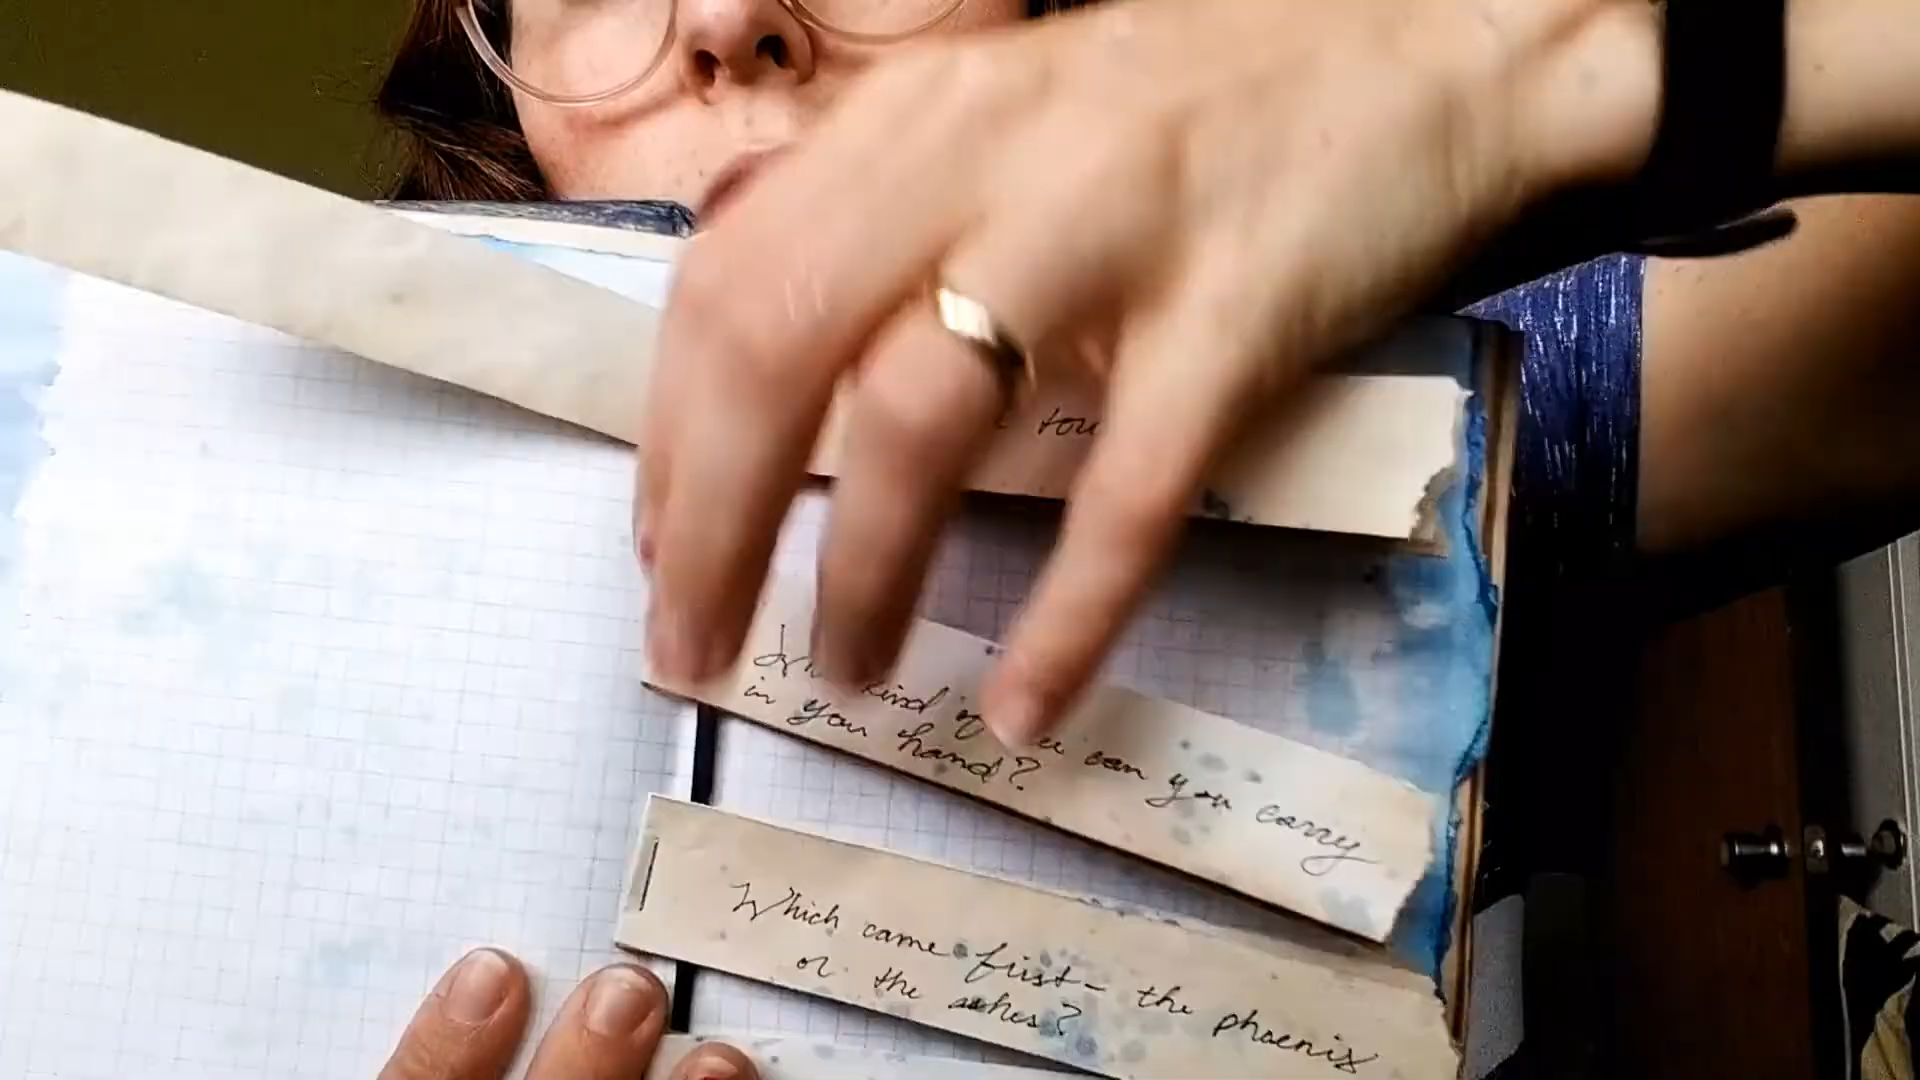 kind can you carry
in your hand?
Which came first - the phoenix
or the ashes?